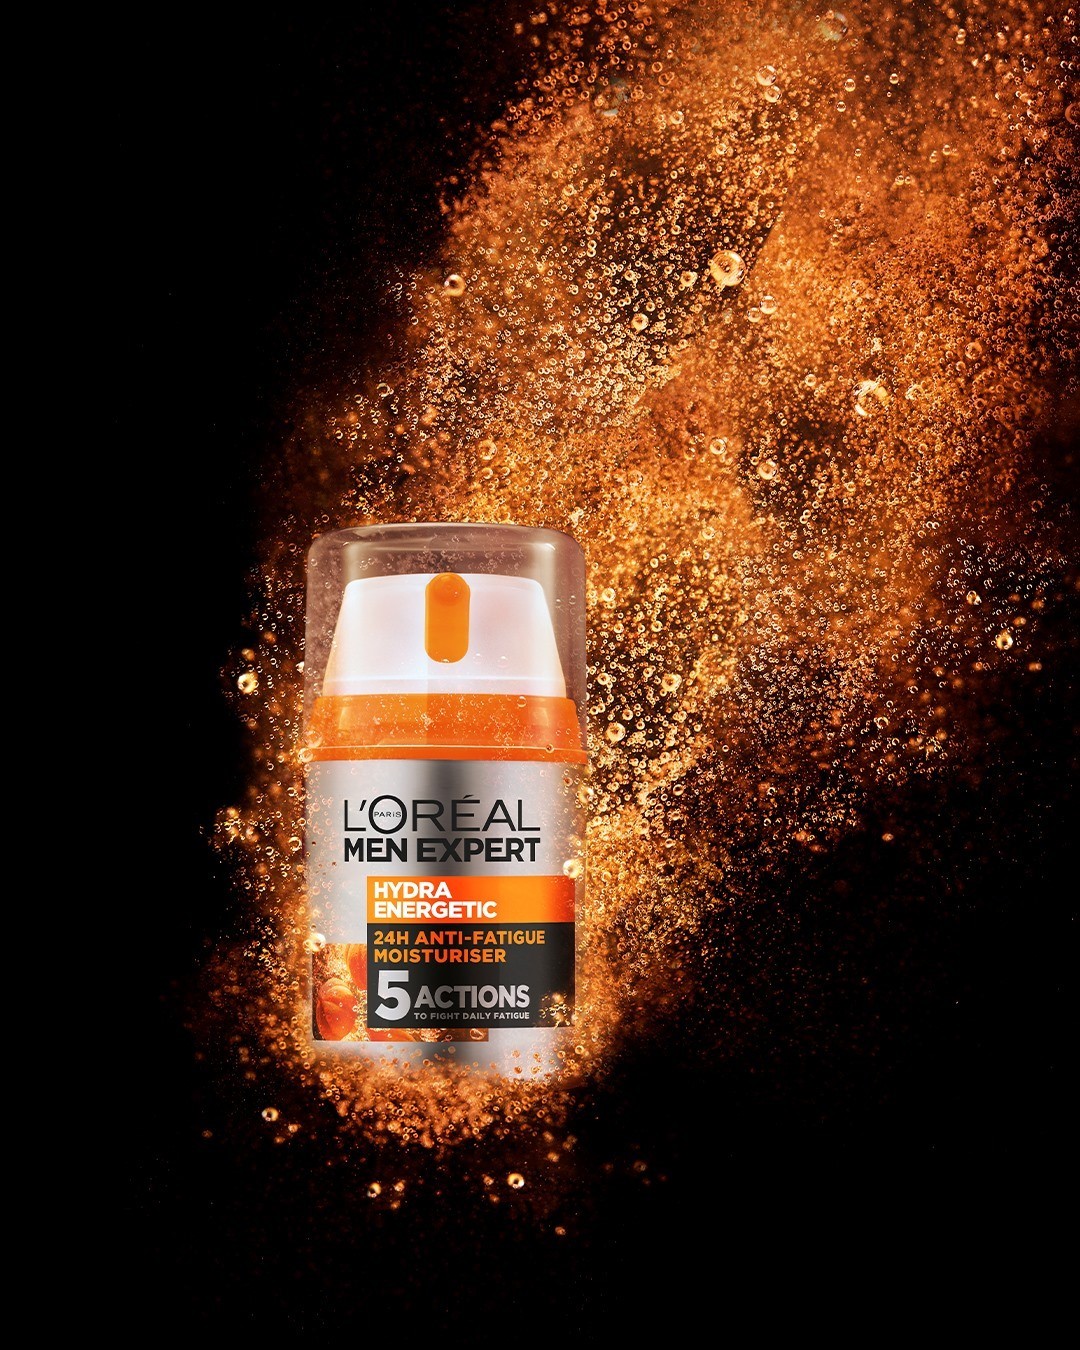 L'ORÉAL
PARIS
MEN EXPERT
HYDRA
ENERGETIC
24H ANTI-FATIGUE
MOISTURISER
5 ACTIONS
TO FIGHT DAILY FATIGUE